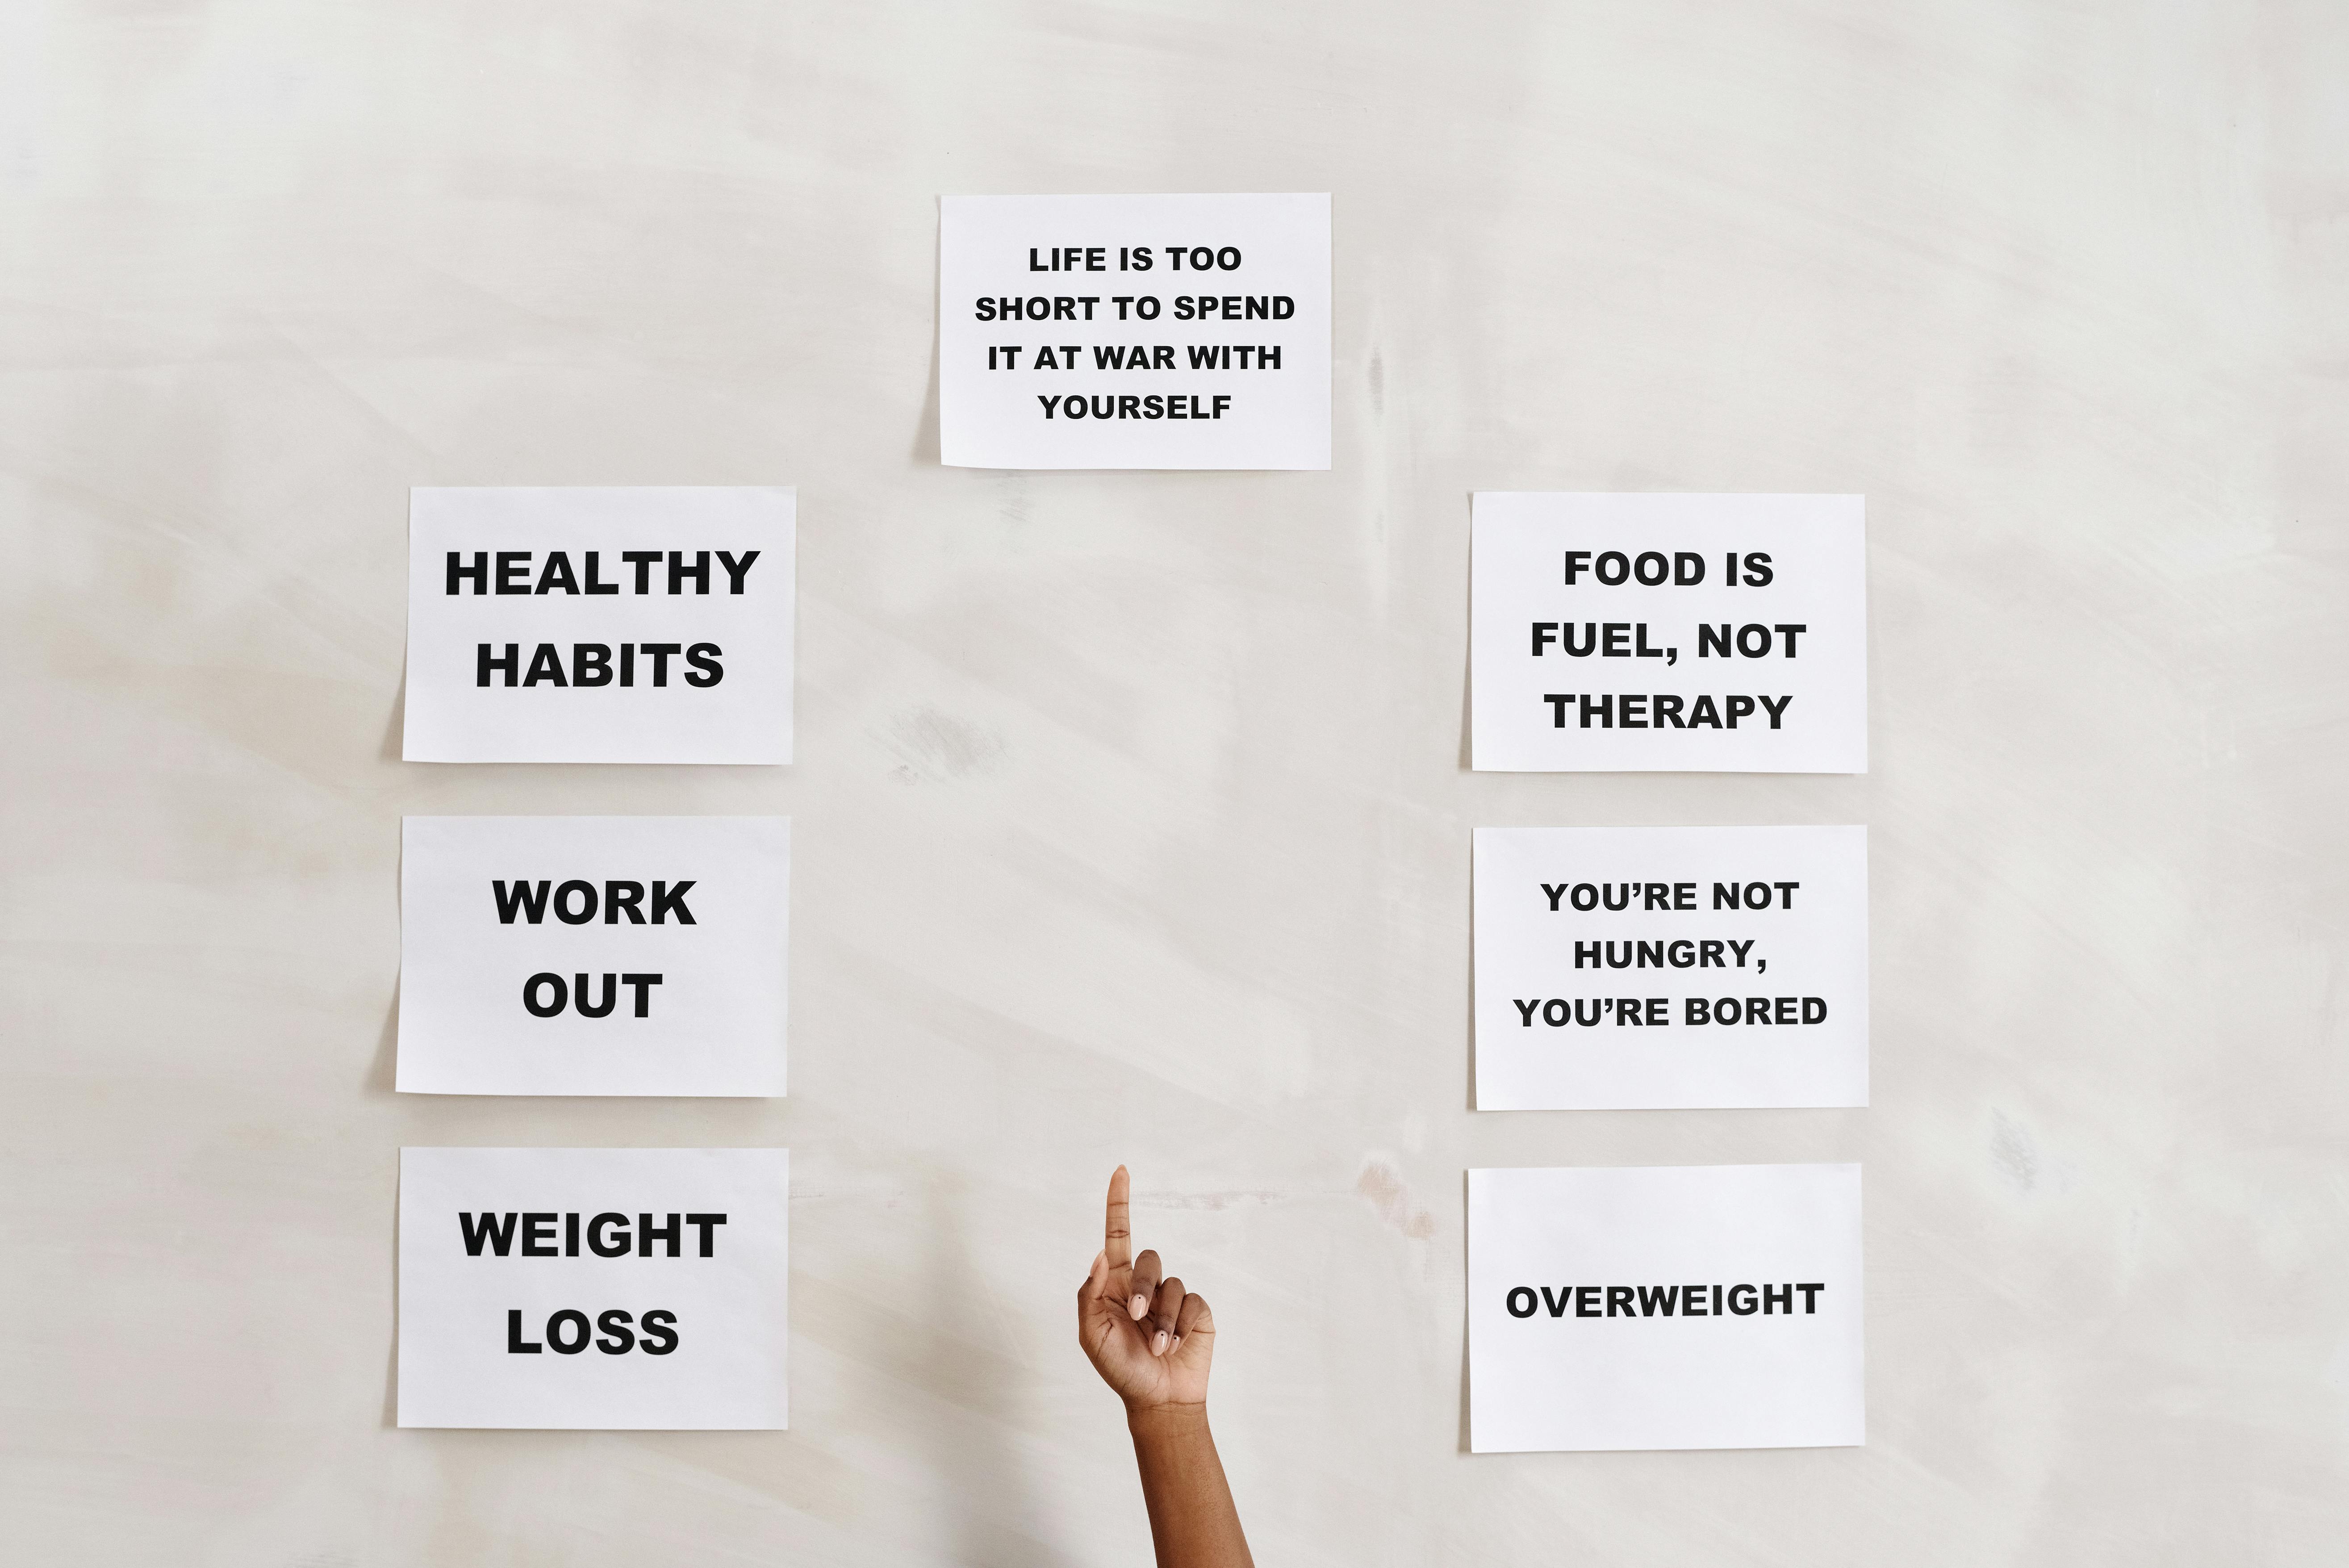 LIFE IS TOO
SHORT TO SPEND
IT AT WAR WITH
YOURSELF
HEALTHY
HABITS
WORK
OUT
WEIGHT
LOSS
FOOD IS
FUEL, NOT
THERAPY
YOU’RE NOT
HUNGRY,
YOU’RE BORED
OVERWEIGHT